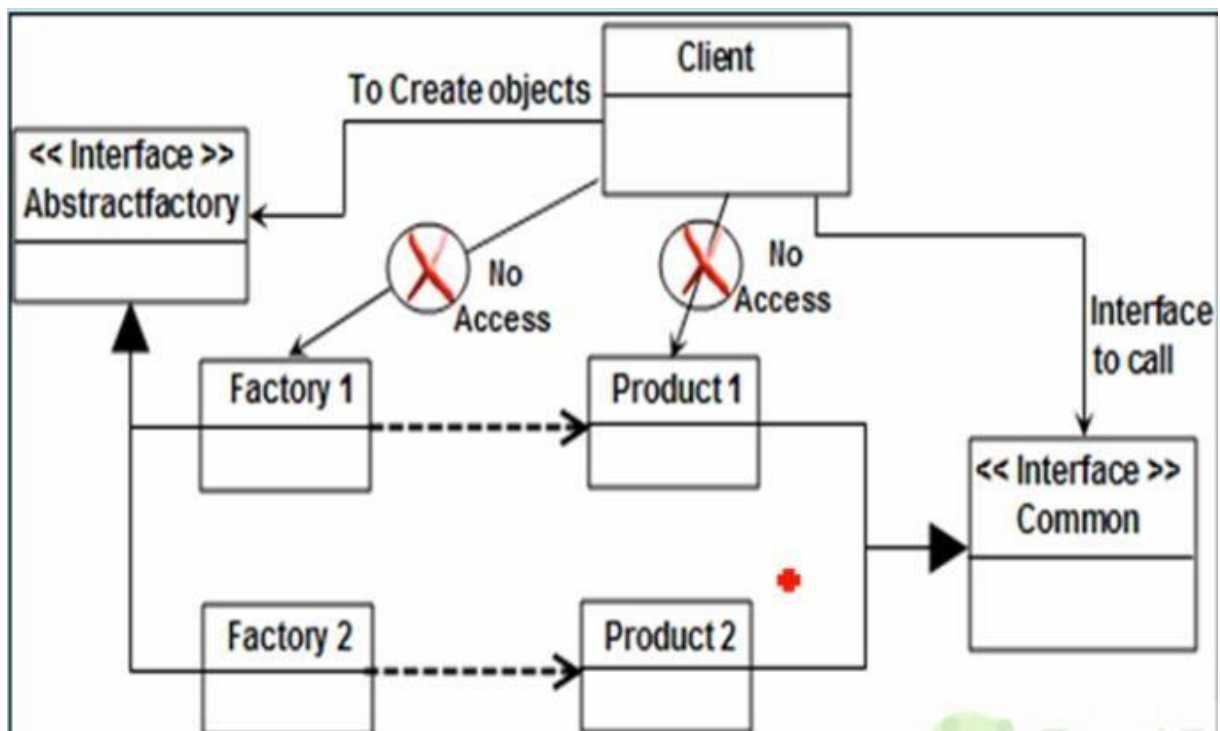 Client
To Create objects
<< Interface >>
Abstractfactory
No
Access
No
Access
Interface
to call
Factory 1
Product 1
<< Interface >>
Common
Factory 2
Product 2